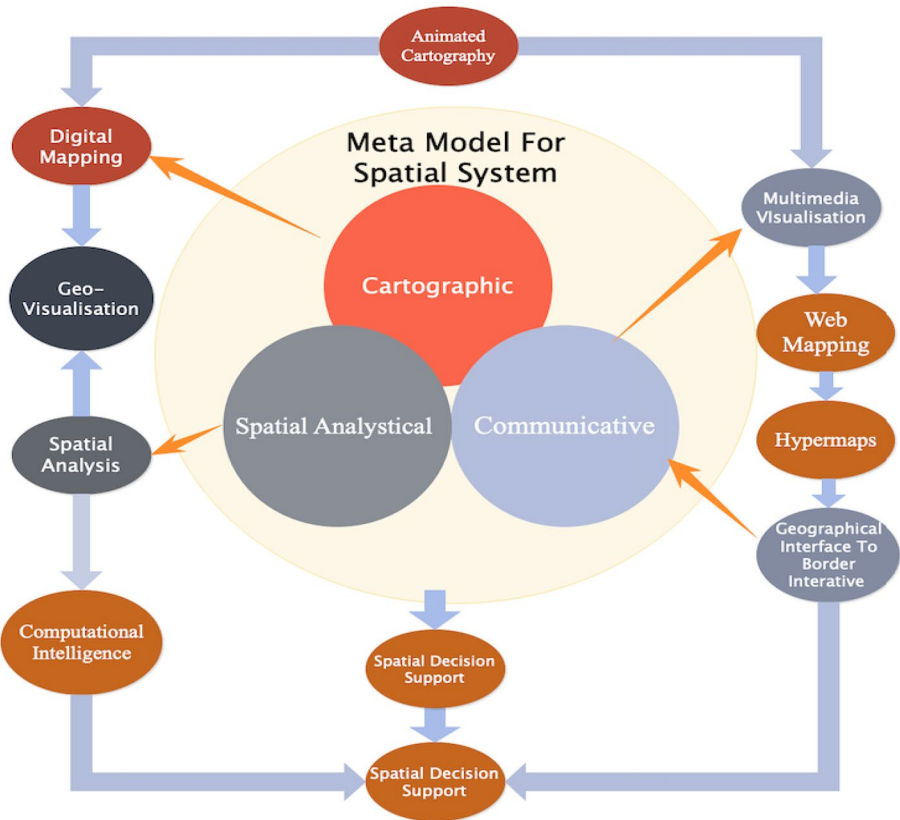 Animated
Cartography
Digital
Mapping
Meta Model For
Spatial System
Multimedia
VIsualisation
Geo-
Visualisation
Cartographic
Web
Mapping
Spatial Analystical
Communicative
Spatial
Analysis
Hypermaps
Geographical
Interface To
Border
Interative
Computational
Intelligence
Spatial Decision
Support
Spatial Decision
Support